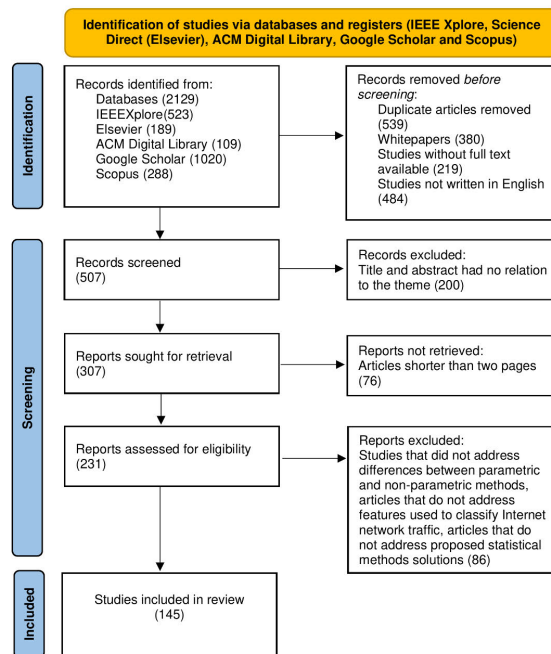 Identification of studies via databases and registers (IEEE Xplore, Science
Direct (Elsevier), ACM Digital Library, Google Scholar and Scopus)
Identification
Records identified from:
Databases (2129)
IEEEXplore(523)
Elsevier (189)
ACM Digital Library (109)
Google Scholar (1020)
Scopus (288)
Records removed before
screening:
Duplicate articles removed
(539)
Whitepapers (380)
Studies without full text
available (219)
Studies not written in English
(484)
Screening
Records screened
(507)
Records excluded:
Title and abstract had no relation
to the theme (200)
Reports sought for retrieval
(307)
Reports not retrieved:
Articles shorter than two pages
(76)
Reports assessed for eligibility
(231)
Reports excluded:
Studies that did not address
differences between parametric
and non-parametric methods,
articles that do not address
features used to classify Internet
network traffic, articles that do
not address proposed statistical
methods solutions (86)
Included
Studies included in review
(145)